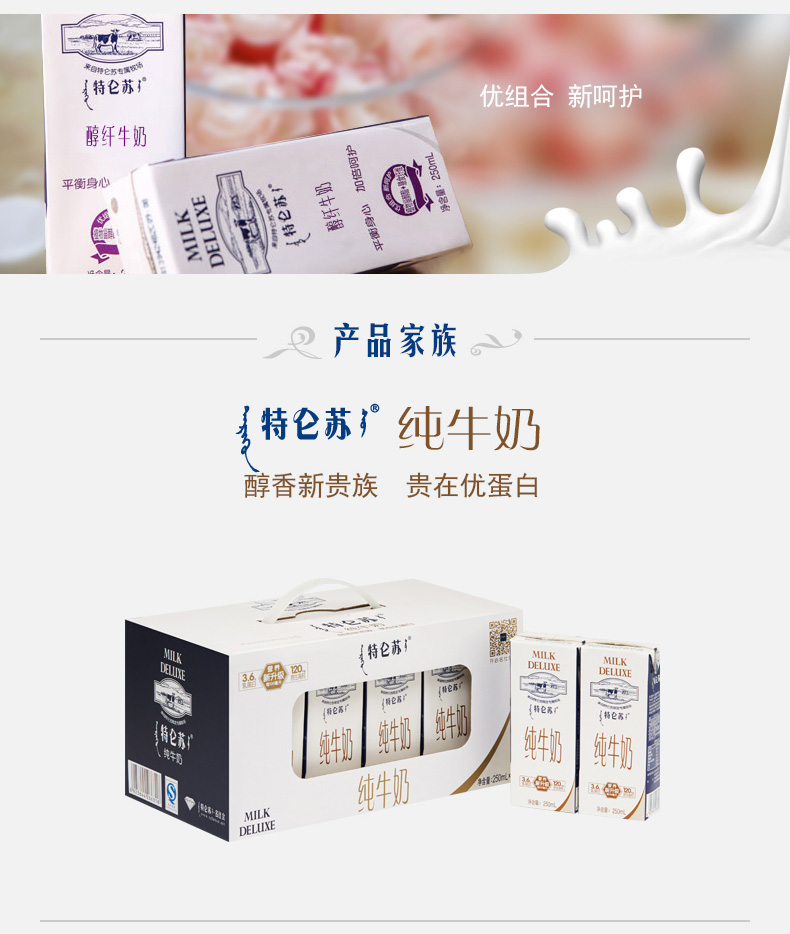 来自特仑苏专属牧场
特仑苏®
醇纤牛奶
平衡身心
优组合 新呵护
MILK
DELUXE
特仑苏
醇纤牛奶
平衡身心 加倍呵护
净含量：250mL
产品家族
特仑苏® 纯牛奶
醇香新贵族 贵在优蛋白
特仑苏
MILK
DELUXE
特仑苏
纯牛奶
3.6
120
特仑苏
纯牛奶
纯牛奶
纯牛奶
纯牛奶
MILK
DELUXE
净含量：250mL
MILK
DELUXE
特仑苏
纯牛奶
3.6
120
净含量：250mL
MILK
DELUXE
特仑苏
纯牛奶
3.6
120
净含量：250mL